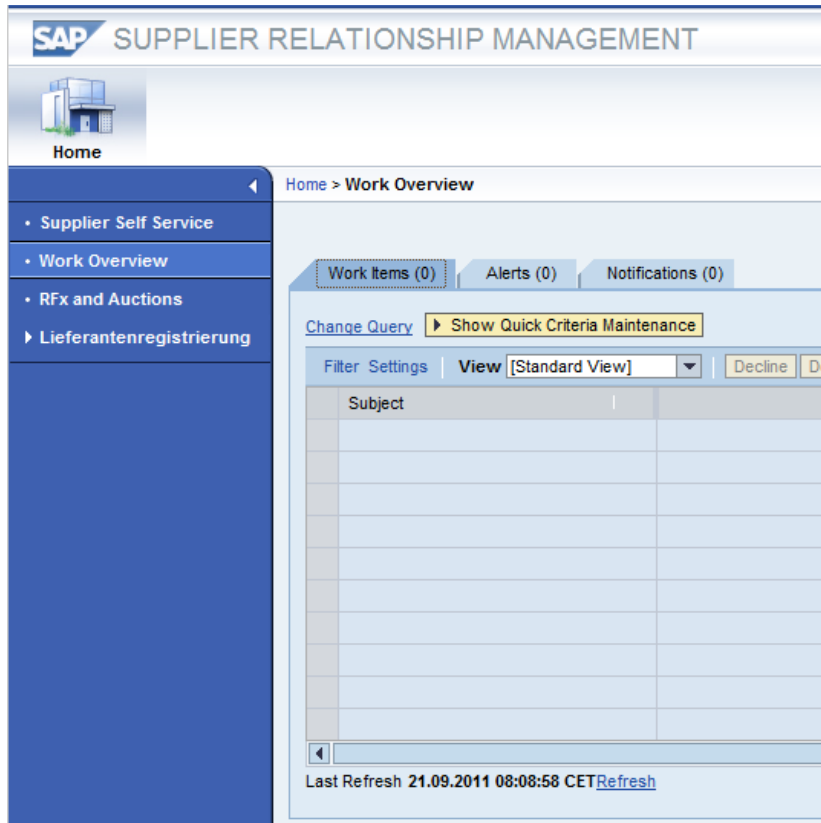 SAP SUPPLIER RELATIONSHIP MANAGEMENT
Home
Home > Work Overview
• Supplier Self Service
• Work Overview
• RFx and Auctions
Lieferantenregistrierung
Work Items (0) Alerts (0) Notifications (0)
Change Query Show Quick Criteria Maintenance
Filter Settings View [Standard View] Decline
Subject
Last Refresh 21.09.2011 08:08:58 CETRefresh